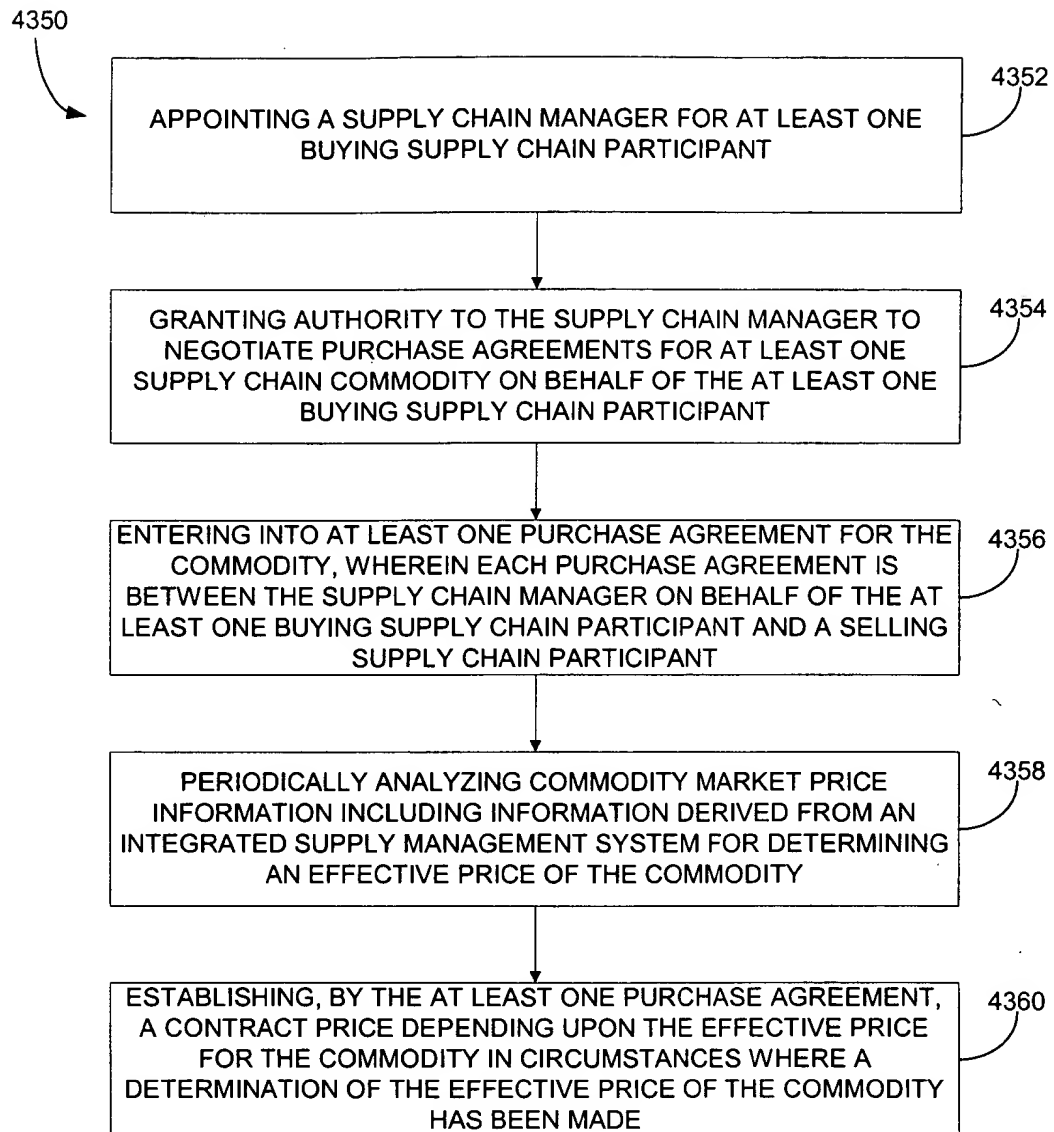 4350
4352
APPOINTING A SUPPLY CHAIN MANAGER FOR AT LEAST ONE
BUYING SUPPLY CHAIN PARTICIPANT
4354
GRANTING AUTHORITY TO THE SUPPLY CHAIN MANAGER TO
NEGOTIATE PURCHASE AGREEMENTS FOR AT LEAST ONE
SUPPLY CHAIN COMMODITY ON BEHALF OF THE AT LEAST ONE
BUYING SUPPLY CHAIN PARTICIPANT
4356
ENTERING INTO AT LEAST ONE PURCHASE AGREEMENT FOR THE
COMMODITY, WHEREIN EACH PURCHASE AGREEMENT IS
BETWEEN THE SUPPLY CHAIN MANAGER ON BEHALF OF THE AT
LEAST ONE BUYING SUPPLY CHAIN PARTICIPANT AND A SELLING
SUPPLY CHAIN PARTICIPANT
4358
PERIODICALLY ANALYZING COMMODITY MARKET PRICE
INFORMATION INCLUDING INFORMATION DERIVED FROM AN
INTEGRATED SUPPLY MANAGEMENT SYSTEM FOR DETERMINING
AN EFFECTIVE PRICE OF THE COMMODITY
4360
ESTABLISHING, BY THE AT LEAST ONE PURCHASE AGREEMENT,
A CONTRACT PRICE DEPENDING UPON THE EFFECTIVE PRICE
FOR THE COMMODITY IN CIRCUMSTANCES WHERE A
DETERMINATION OF THE EFFECTIVE PRICE OF THE COMMODITY
HAS BEEN MADE